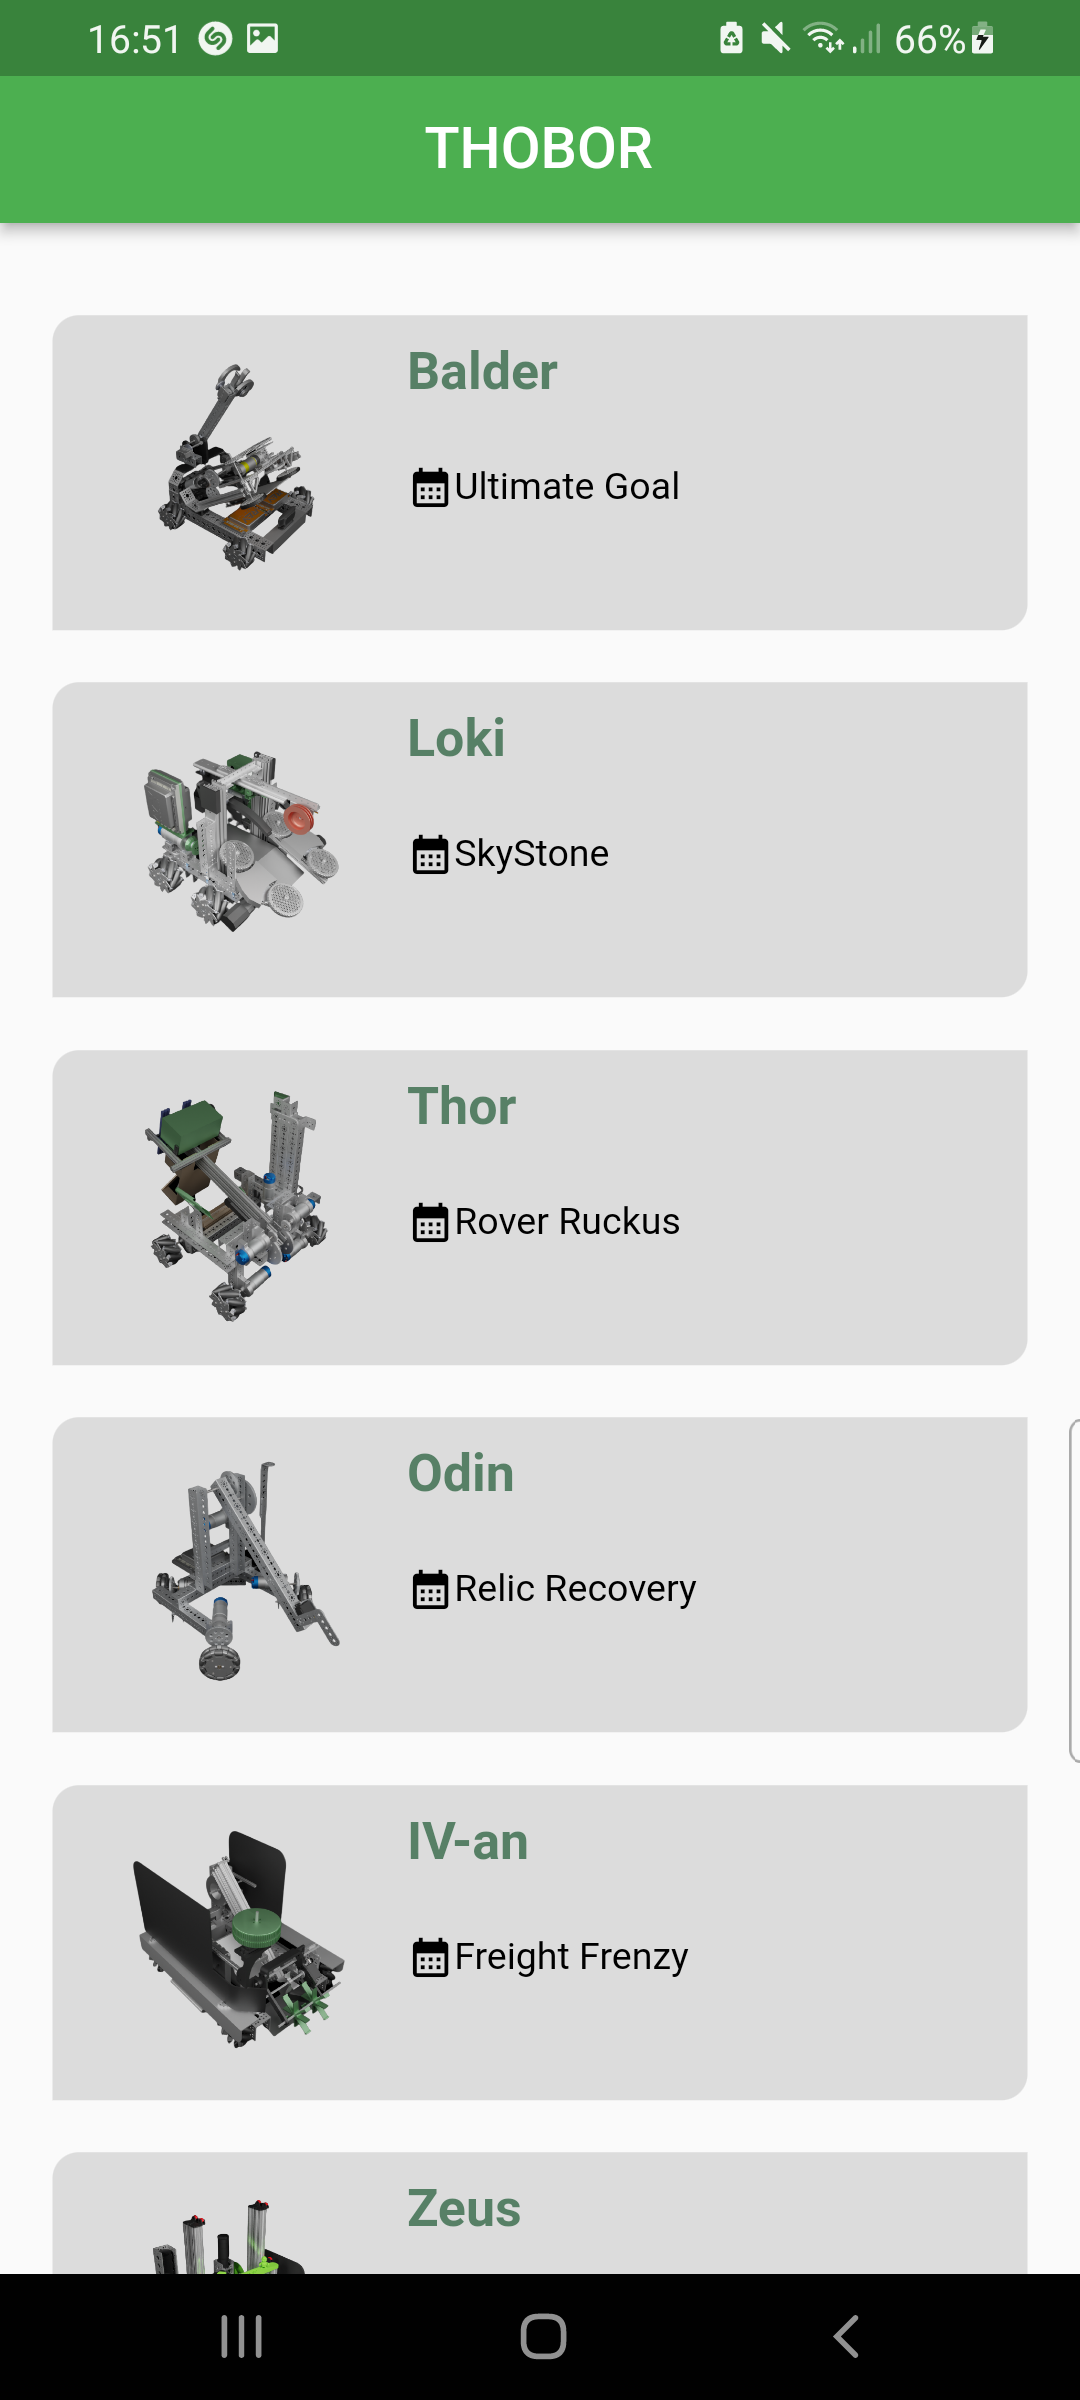 16:51
66%
THOBOR
Balder
Ultimate Goal
Loki
SkyStone
Thor
Rover Ruckus
Odin
Relic Recovery
IV-an
Freight Frenzy
Zeus